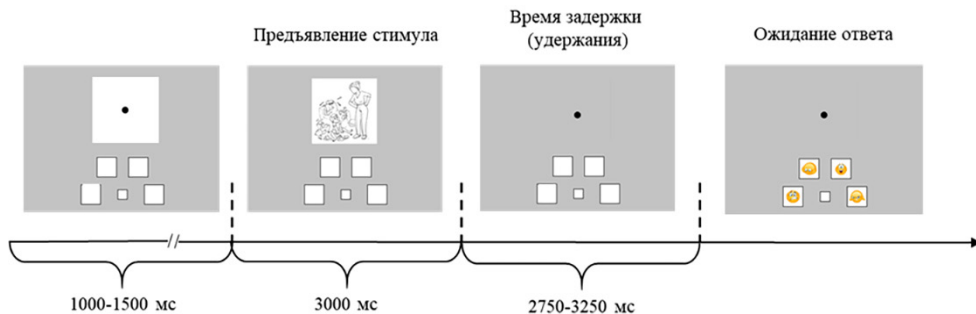 Предъявление стимула
Время задержки
(удержания)
Ожидание ответа
1000-1500 мс
3000 мс
2750-3250 мс